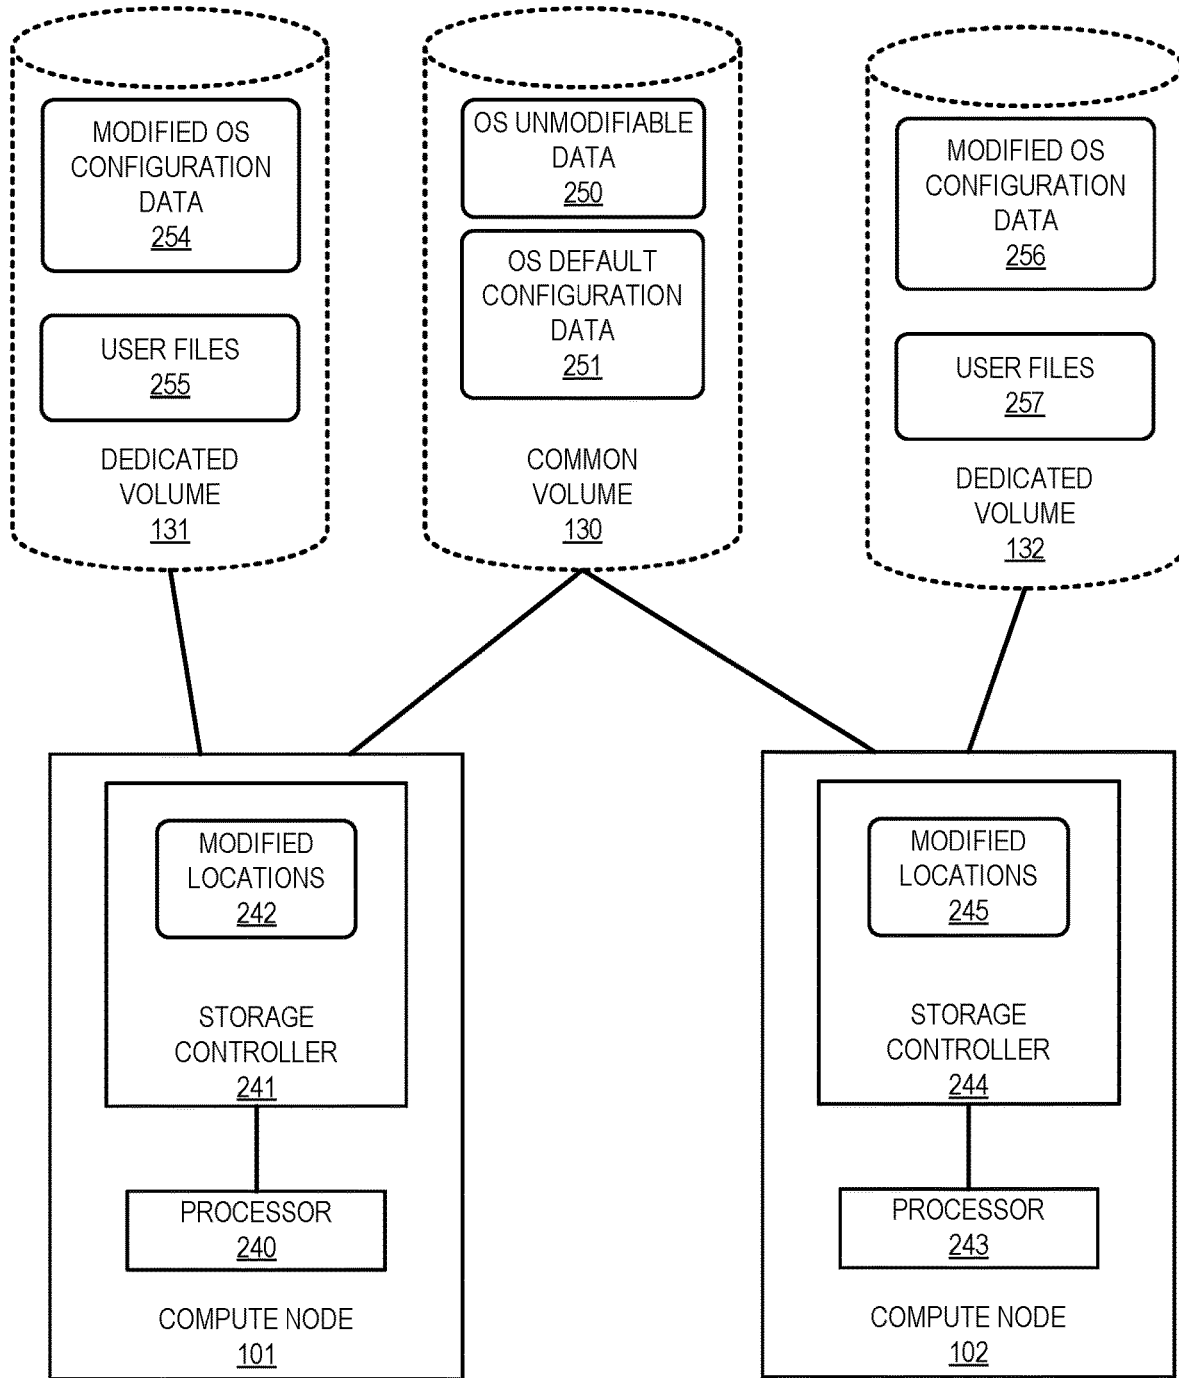 MODIFIED OS
CONFIGURATION
DATA
254
USER FILES
255
DEDICATED
VOLUME
131
OS UNMODIFIABLE
DATA
250
OS DEFAULT
CONFIGURATION
DATA
251
COMMON
VOLUME
130
MODIFIED OS
CONFIGURATION
DATA
256
USER FILES
257
DEDICATED
VOLUME
132
MODIFIED
LOCATIONS
242
STORAGE
CONTROLLER
241
PROCESSOR
240
COMPUTE NODE
101
MODIFIED
LOCATIONS
245
STORAGE
CONTROLLER
244
PROCESSOR
243
COMPUTE NODE
102